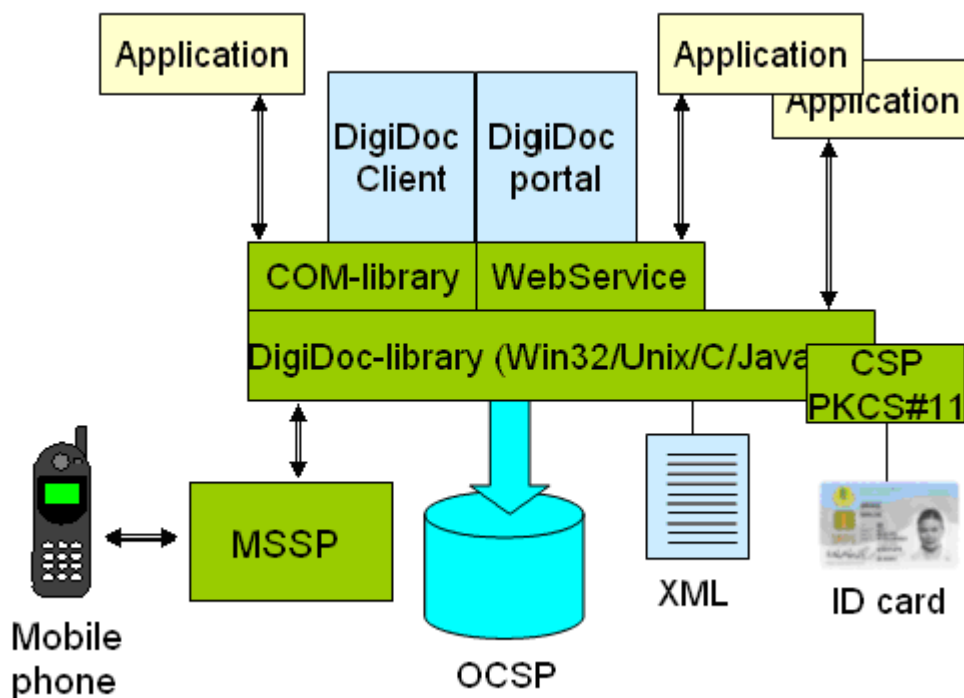 Application
Application
Application
DigiDoc
Client
DigiDoc
portal
COM-library
WebService
DigiDoc-library (Win32/Unix/C/Java
CSP
PKCS#11
MSSP
XML
ID card
Mobile
phone
OCSP